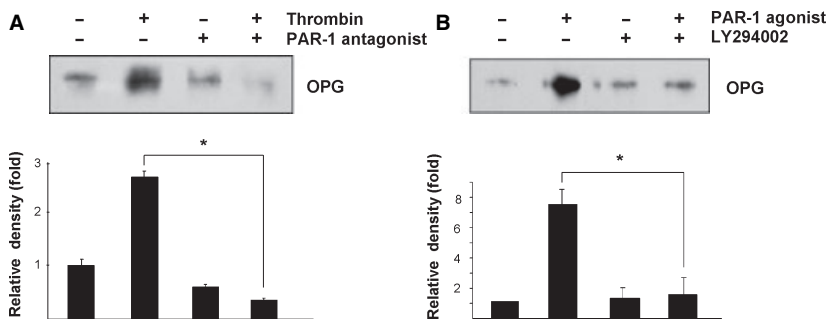 A
– + – + Thrombin
– – + + PAR-1 antagonist
OPG
Relative density (fold)
3
2
1
*
B
– + – + PAR-1 agonist
– – + + LY294002
OPG
Relative density (fold)
8
6
4
2
*